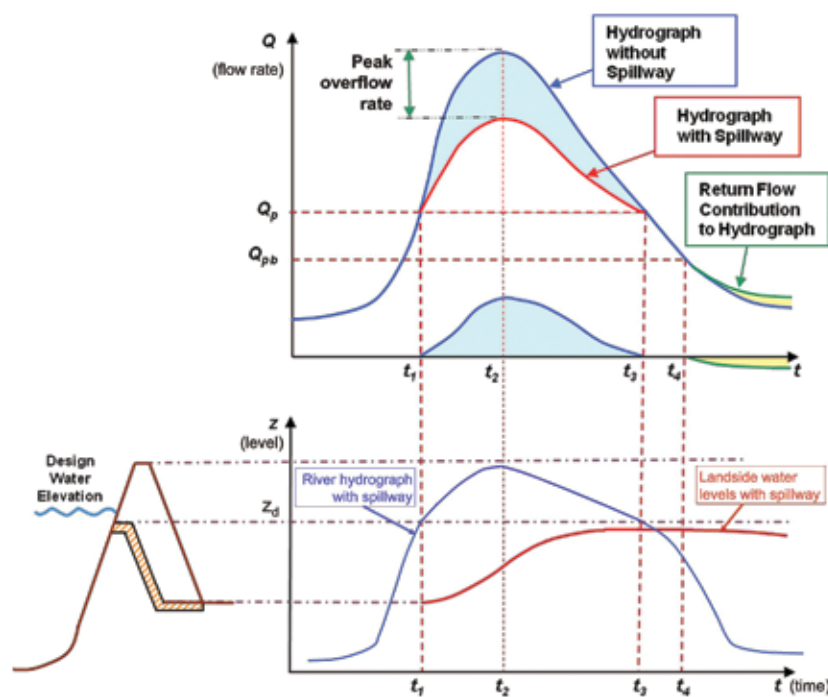 Q
(flow rate)
Peak
overflow
rate
Hydrograph
without
Spillway
Hydrograph
with Spillway
Return Flow
Contribution
to Hydrograph
Qp
Qpb
t1
t2
t3
t4
t
z
(level)
Design
Water
Elevation
River hydrograph
with spillway
Landside water
levels with spillway
Zd
t1
t2
t3
t4
t (time)